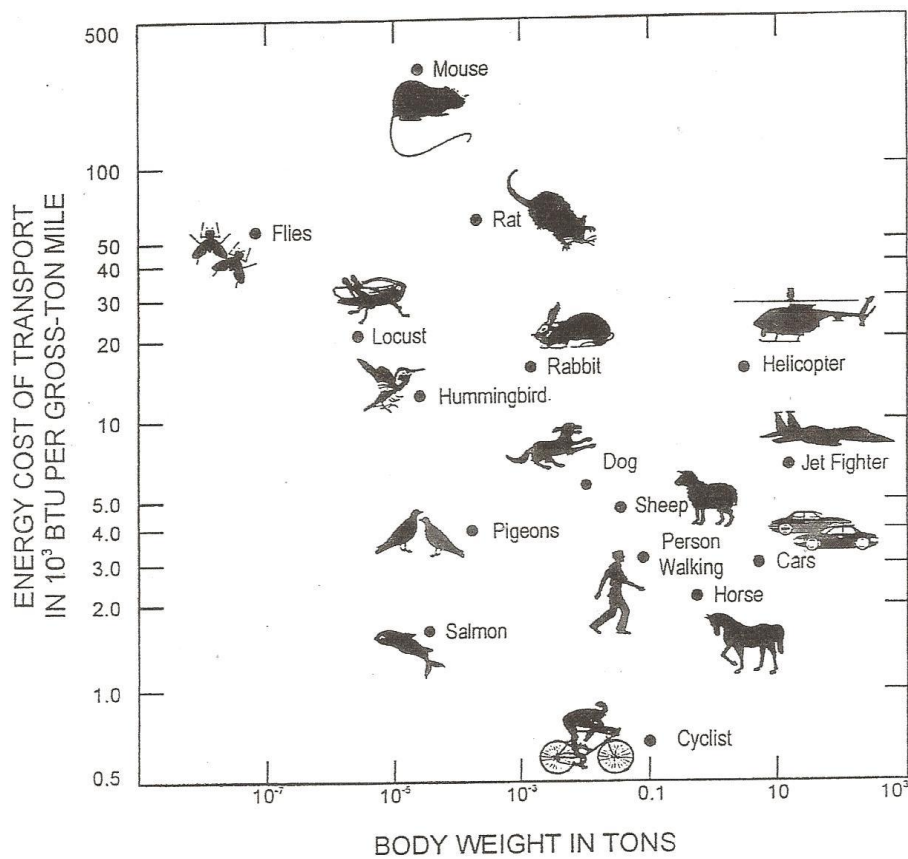 ENERGY COST OF TRANSPORT
IN 10³ BTU PER GROSS-TON MILE
500
100
50
40
30
20
10
5.0
4.0
3.0
2.0
1.0
0.5
Mouse
Rat
Flies
Locust
Rabbit
Helicopter
Hummingbird
Dog
Jet Fighter
Sheep
Pigeons
Person
Walking
Cars
Horse
Salmon
Cyclist
10⁻⁷
10⁻⁵
10⁻³
0.1
10
10³
BODY WEIGHT IN TONS